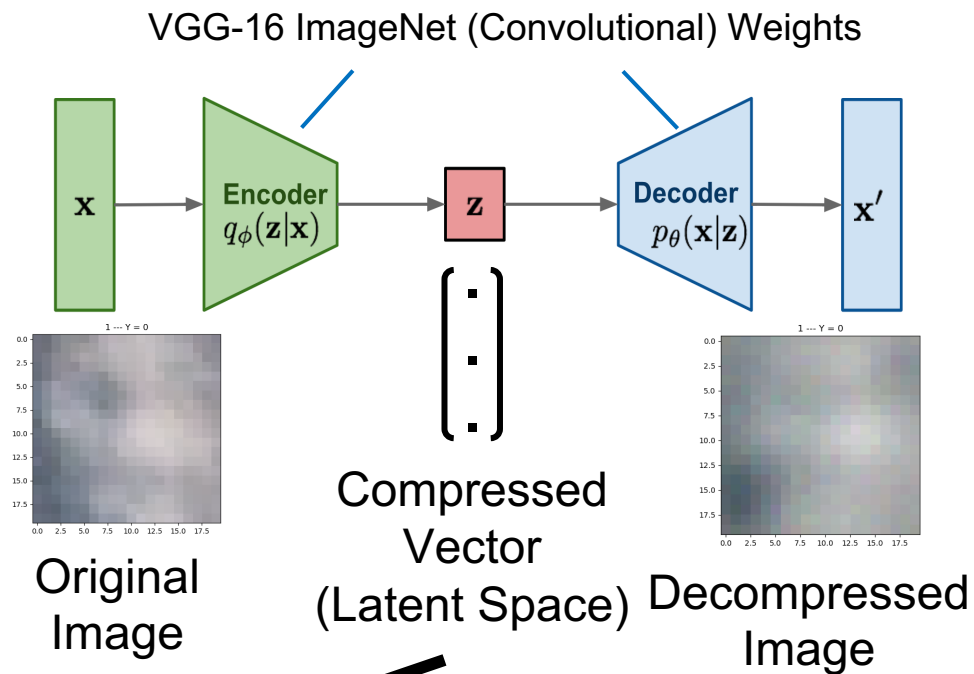 VGG-16 ImageNet (Convolutional) Weights
x
Encoder
qϕ(z|x)
z
Decoder
pθ(x|z)
x′
1 --- Y = 0
0.0
2.5
5.0
7.5
10.0
12.5
15.0
17.5
0.0 2.5 5.0 7.5 10.0 12.5 15.0 17.5
Original
Image
Compressed
Vector
(Latent Space)
1 --- Y = 0
0.0
2.5
5.0
7.5
10.0
12.5
15.0
17.5
0.0 2.5 5.0 7.5 10.0 12.5 15.0 17.5
Decompressed
Image